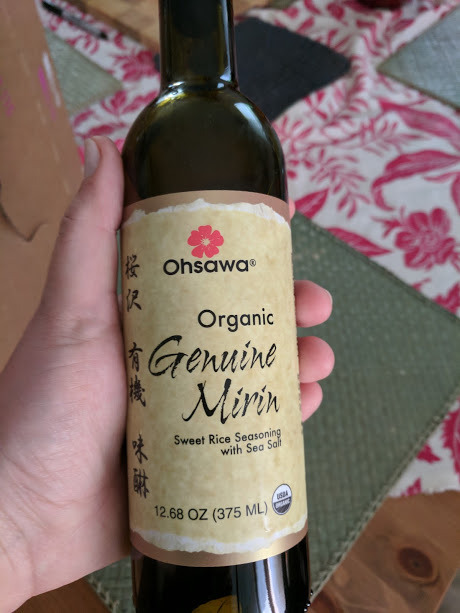 Ohsawa®
Organic
Genuine
Mirin
Sweet Rice Seasoning
with Sea Salt
12.68 OZ (375 ML)
USDA
ORGANIC
桜沢 有機 味醂